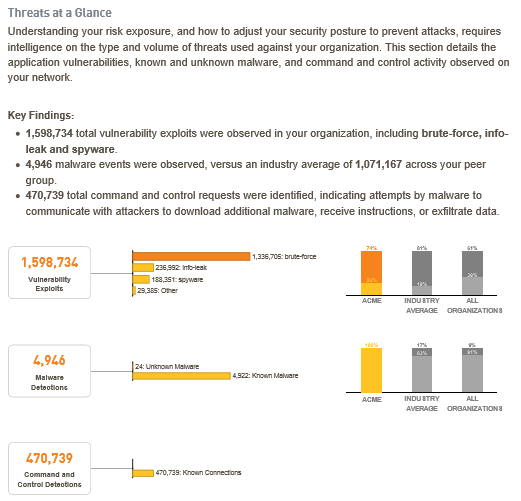 Threats at a Glance
Understanding your risk exposure, and how to adjust your security posture to prevent attacks, requires
intelligence on the type and volume of threats used against your organization. This section details the
application vulnerabilities, known and unknown malware, and command and control activity observed on
your network.
Key Findings:
• 1,598,734 total vulnerability exploits were observed in your organization, including brute-force, info-
leak and spyware.
• 4,946 malware events were observed, versus an industry average of 1,071,167 across your peer
group.
• 470,739 total command and control requests were identified, indicating attempts by malware to
communicate with attackers to download additional malware, receive instructions, or exfiltrate data.
1,598,734
Vulnerability
Exploits
1,336,705: brute-force
236,992: info-leak
188,351: spyware
29,385: Other
74% 81% 61%
19% 39%
ACME INDUSTRY AVERAGE ALL ORGANIZATIONS
4,946
Malware
Detections
24: Unknown Malware
4,922: Known Malware
17% 9%
100% 83% 91%
ACME INDUSTRY AVERAGE ALL ORGANIZATIONS
470,739
Command and
Control Detections
470,739: Known Connections